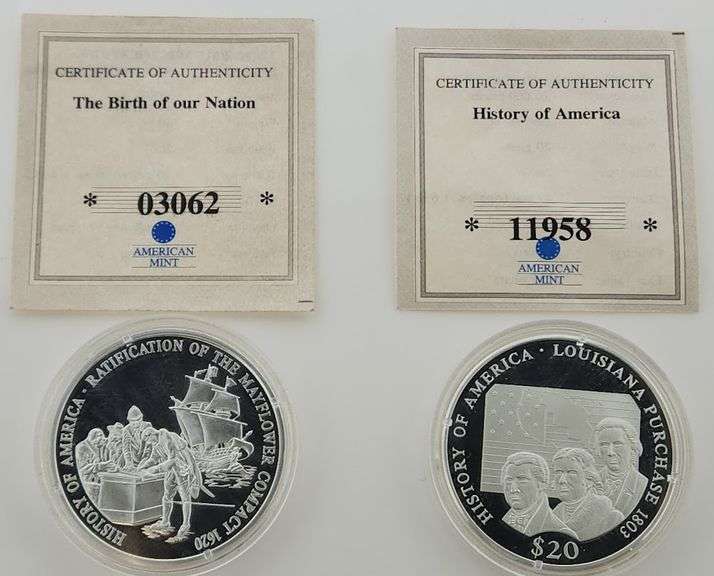 CERTIFICATE OF AUTHENTICITY
The Birth of our Nation
* 03062 *
AMERICAN
MINT
CERTIFICATE OF AUTHENTICITY
History of America
* 11958 *
AMERICAN
MINT
HISTORY OF AMERICA · RATIFICATION OF THE MAYFLOWER COMPACT 1620
HISTORY OF AMERICA · LOUISIANA PURCHASE 1803
$20